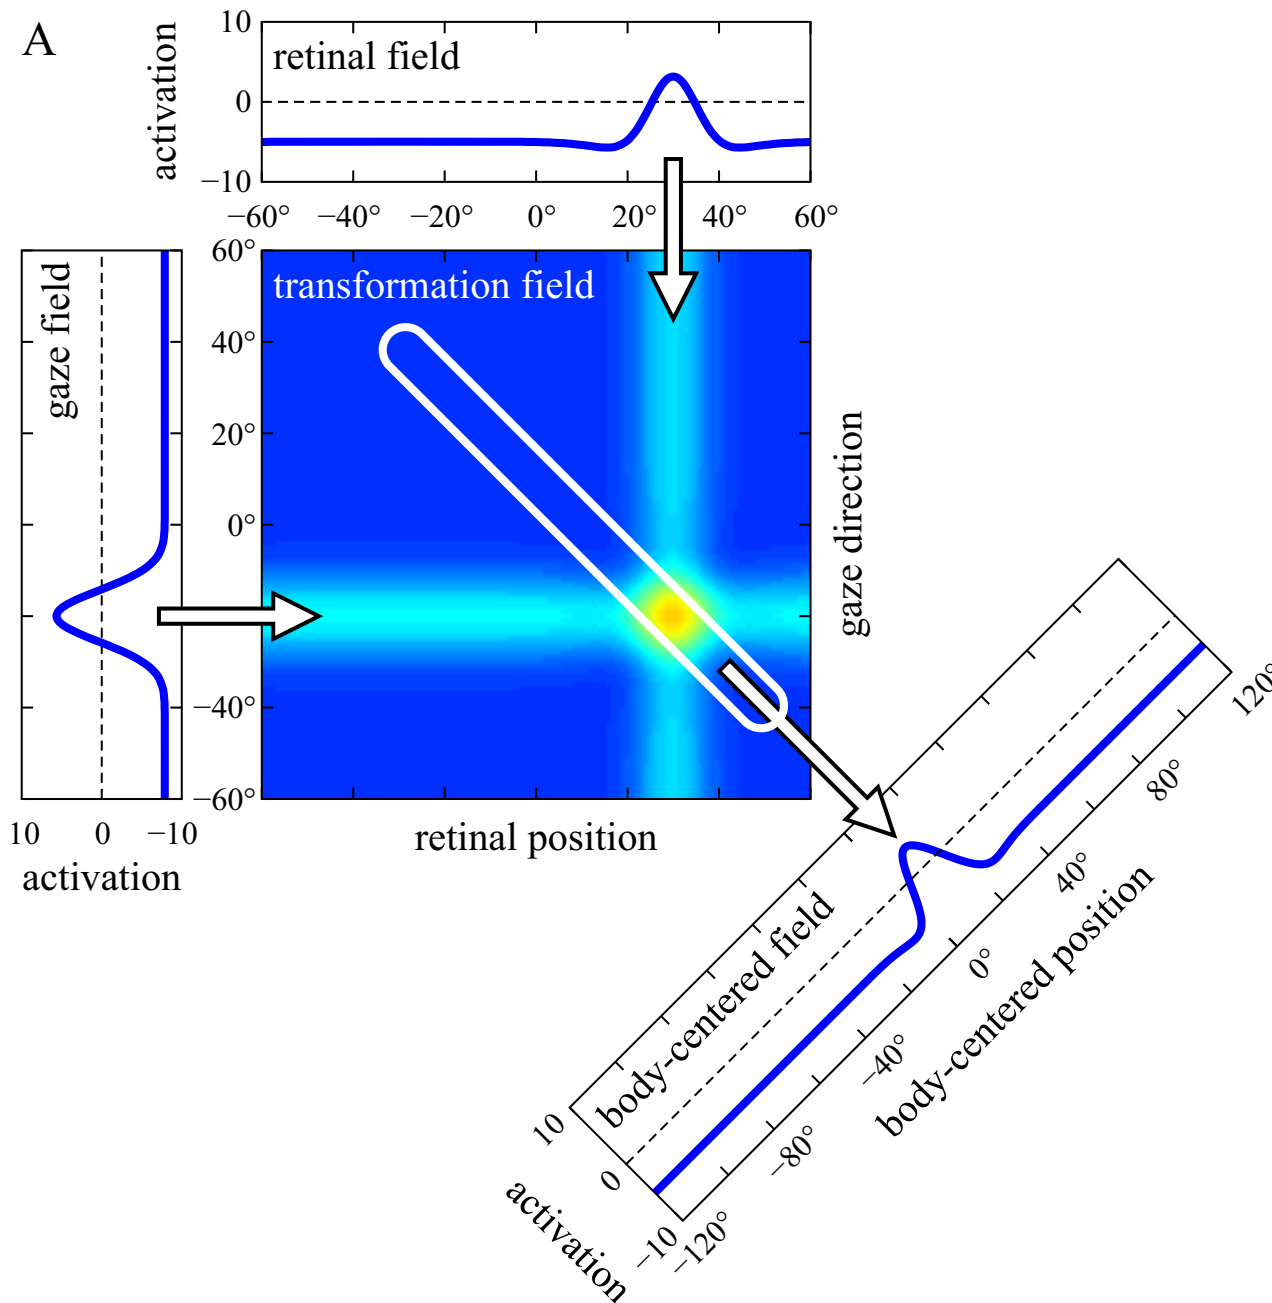 A
10
retinal field
activation
0
−10
−60°
−40°
−20°
0°
20°
40°
60°
gaze field
60°
transformation field
40°
20°
0°
−40°
−60°
gaze direction
10
0
−10
activation
retinal position
120°
80°
40°
0°
−40°
−80°
−120°
body-centered field
body-centered position
10
0
−10
activation